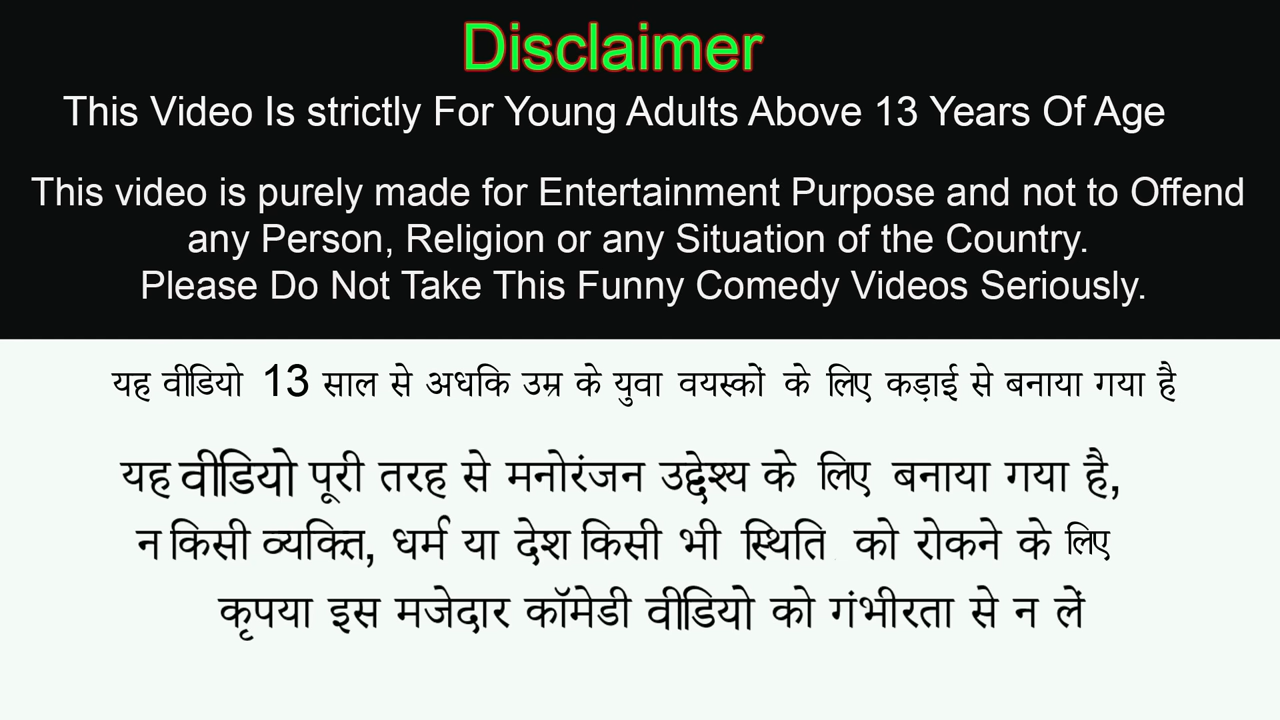 Disclaimer
This Video Is strictly For Young Adults Above 13 Years Of Age
This video is purely made for Entertainment Purpose and not to Offend
any Person, Religion or any Situation of the Country.
Please Do Not Take This Funny Comedy Videos Seriously.
यह वीडियो 13 साल से अधकि उम्र के युवा वयस्कों के लिए कड़ाई से बनाया गया है
यह वीडियो पूरी तरह से मनोरंजन उद्देश्य के लिए बनाया गया है,
न किसी व्यक्ति, धर्म या देश किसी भी स्थिति को रोकने के लिए
कृपया इस मजेदार कॉमेडी वीडियो को गंभीरता से न लें